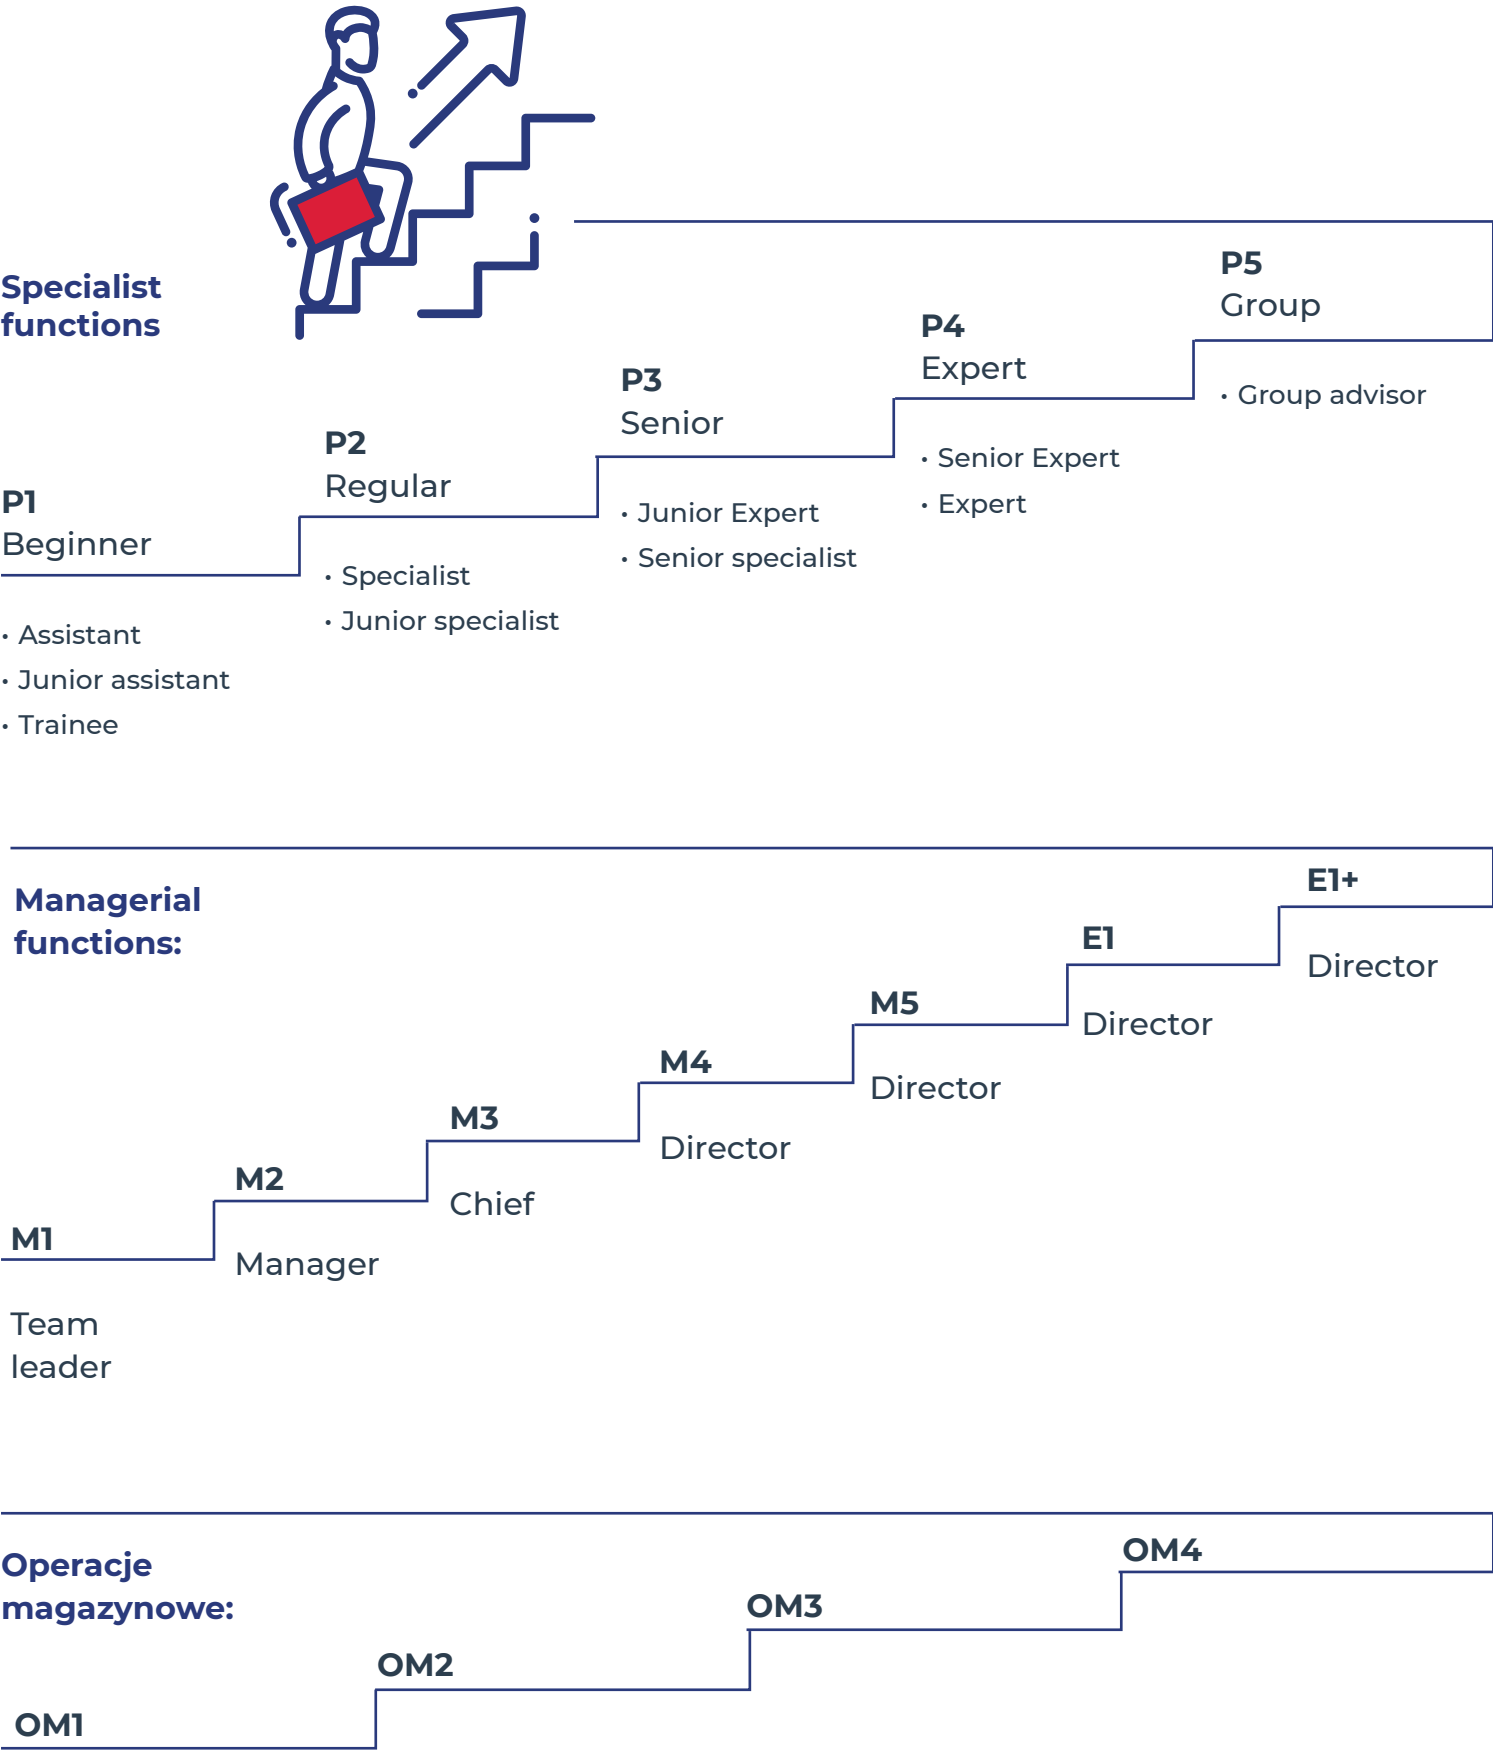 Specialist
functions
P1
Beginner
• Assistant
• Junior assistant
• Trainee
P2
Regular
• Specialist
• Junior specialist
P3
Senior
• Junior Expert
• Senior specialist
P4
Expert
• Senior Expert
• Expert
P5
Group
• Group advisor
Managerial
functions:
M1
Team
leader
M2
Manager
M3
Chief
M4
Director
M5
Director
E1
Director
E1+
Director
Operacje
magazynowe:
OM1
OM2
OM3
OM4